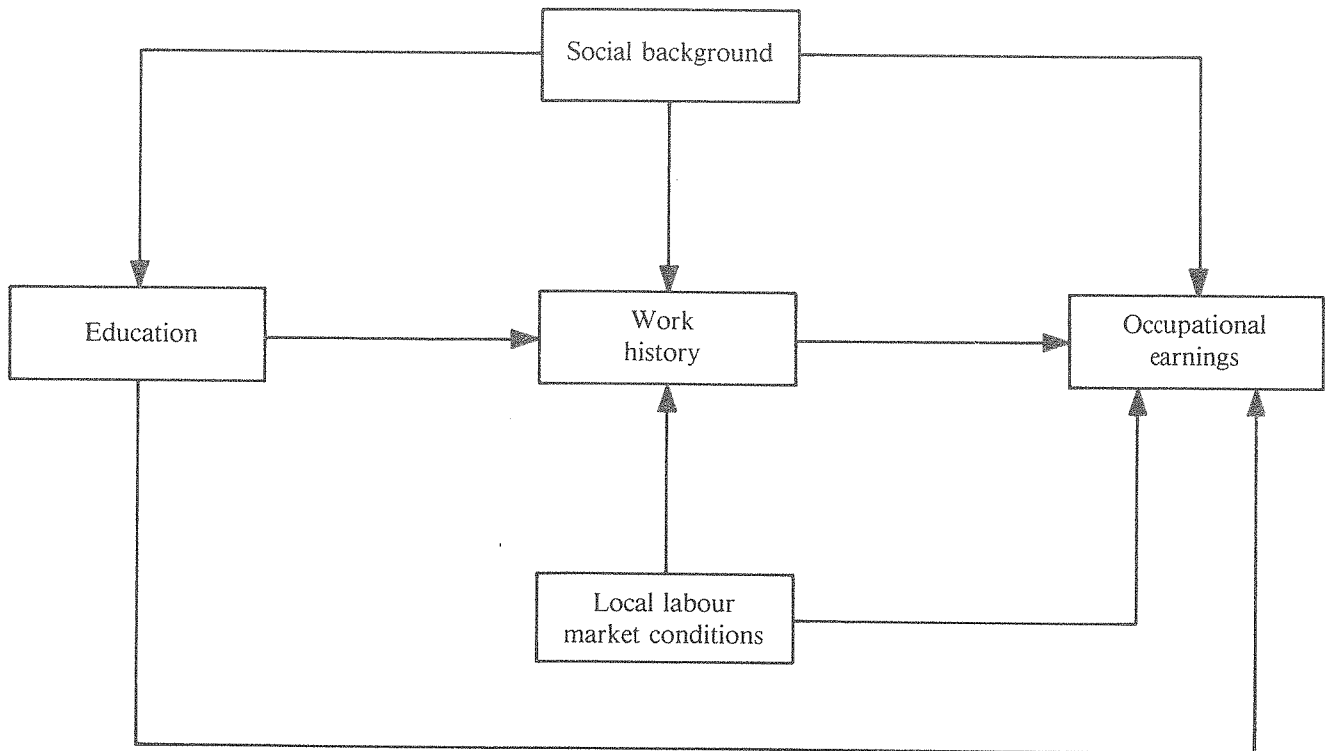 Social background
Education
Work
history
Occupational
earnings
Local labour
market conditions